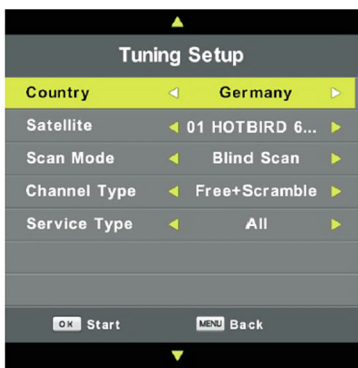 Tuning Setup
Country Germany
Satellite 01 HOTBIRD 6...
Scan Mode Blind Scan
Channel Type Free+Scramble
Service Type All
OK Start MENU Back